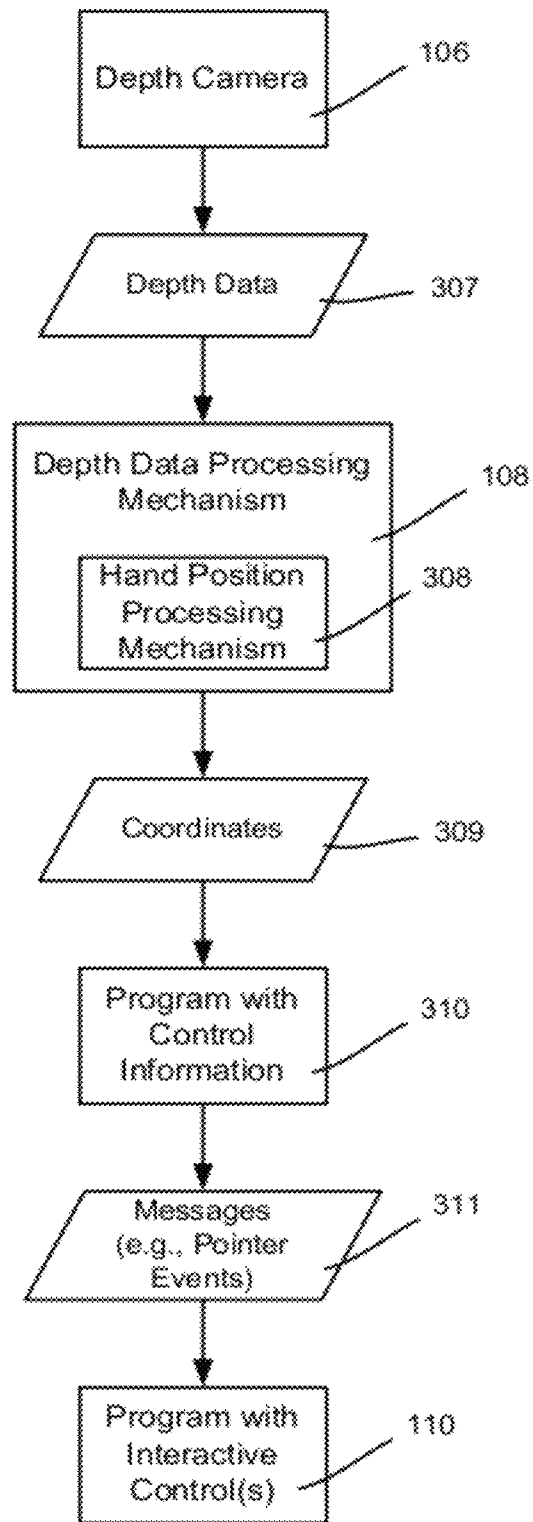 Depth Camera
106
Depth Data
307
Depth Data Processing
Mechanism
108
Hand Position
Processing
Mechanism
308
Coordinates
309
Program with
Control
Information
310
Messages
(e.g., Pointer
Events)
311
Program with
Interactive
Control(s)
110